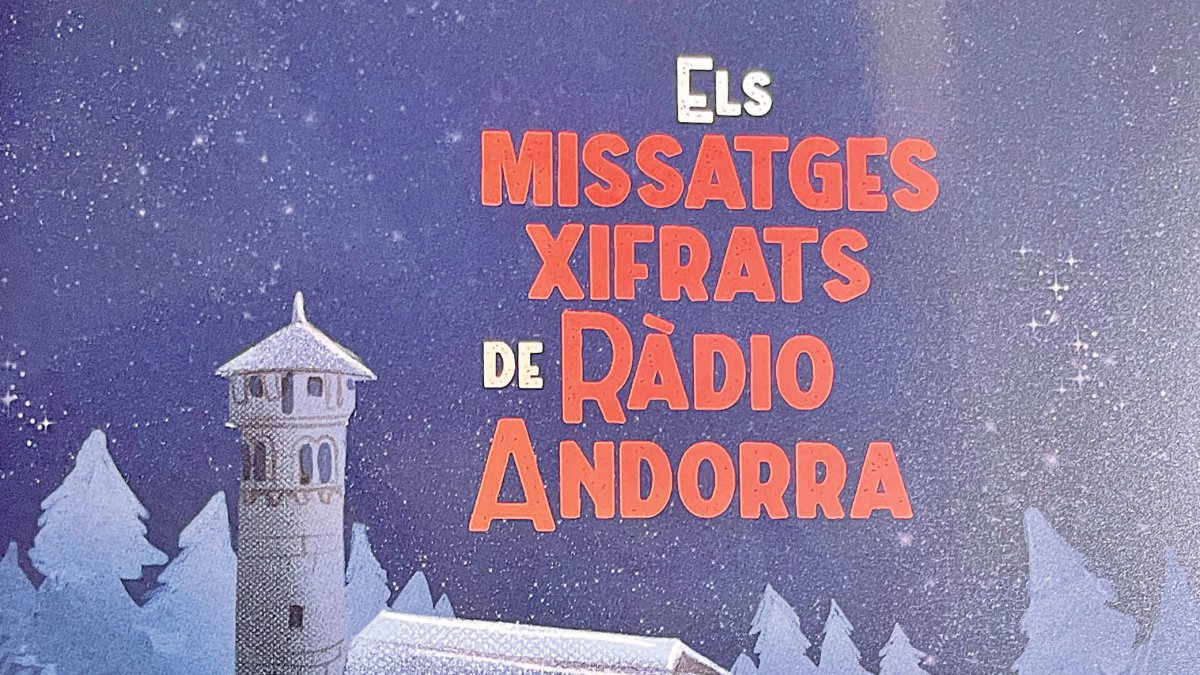 ELS
MISSATGES
XIFRATS
DE RÀDIO
ANDORRA